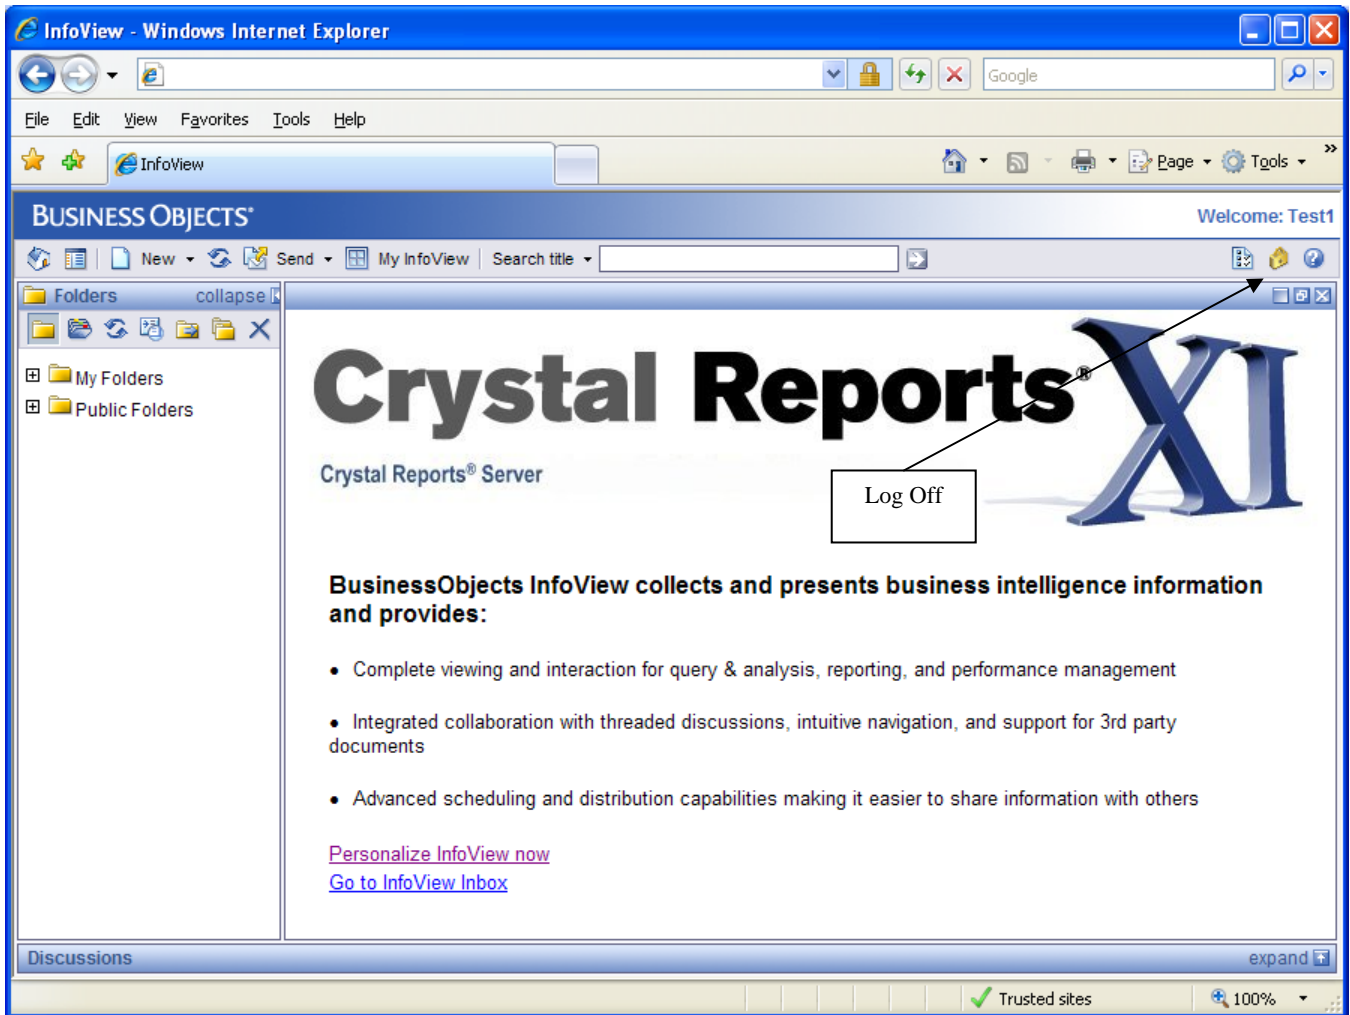 InfoView - Windows Internet Explorer
Google
File Edit View Favorites Tools Help
InfoView
Page Tools »
BUSINESS OBJECTS®
Welcome: Test1
New Send My InfoView Search title
Folders collapse
My Folders
Public Folders
Crystal Reports® XI
Crystal Reports® Server
Log Off
BusinessObjects InfoView collects and presents business intelligence information
and provides:
• Complete viewing and interaction for query & analysis, reporting, and performance management
• Integrated collaboration with threaded discussions, intuitive navigation, and support for 3rd party
documents
• Advanced scheduling and distribution capabilities making it easier to share information with others
Personalize InfoView now
Go to InfoView Inbox
Discussions expand
Trusted sites 100%